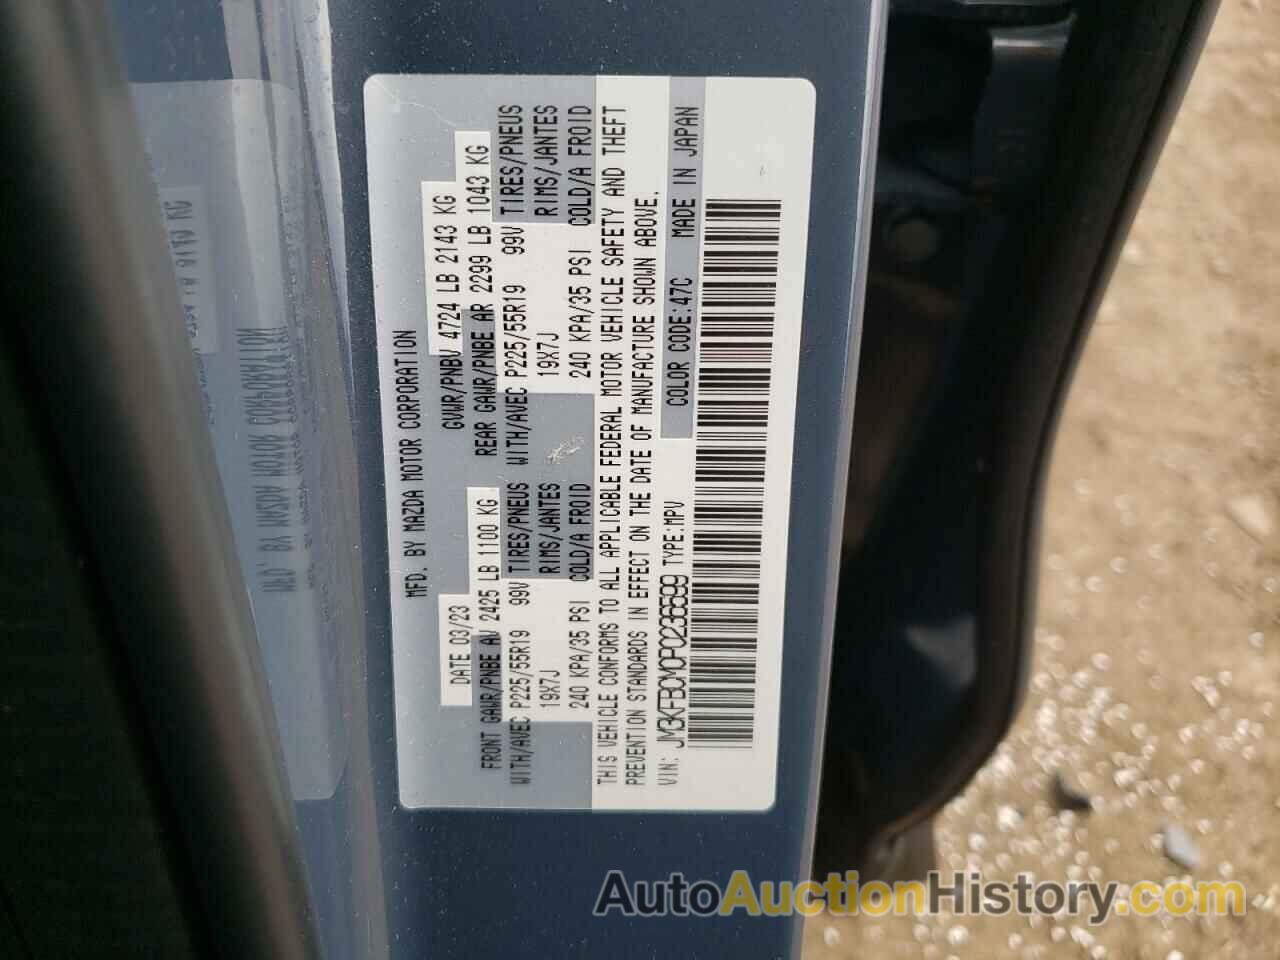 MFD. BY MAZDA MOTOR CORPORATION
DATE 03/23 GVWR/PNBV 4724 LB 2143 KG
FRONT GAWR/PNBE AV 2425 LB 1100 KG REAR GAWR/PNBE AR 2299 LB 1043 KG
WITH/AVEC P225/55R19 99V TIRES/PNEUS WITH/AVEC P225/55R19 99V TIRES/PNEUS
19X7J RIMS/JANTES 19X7J RIMS/JANTES
240 KPA/35 PSI COLD/A FROID 240 KPA/35 PSI COLD/A FROID
THIS VEHICLE CONFORMS TO ALL APPLICABLE FEDERAL MOTOR VEHICLE SAFETY AND THEFT
PREVENTION STANDARDS IN EFFECT ON THE DATE OF MANUFACTURE SHOWN ABOVE.
VIN: JM3KFBCM0P0236699 TYPE:MPV COLOR CODE:47C MADE IN JAPAN
AutoAuctionHistory.com